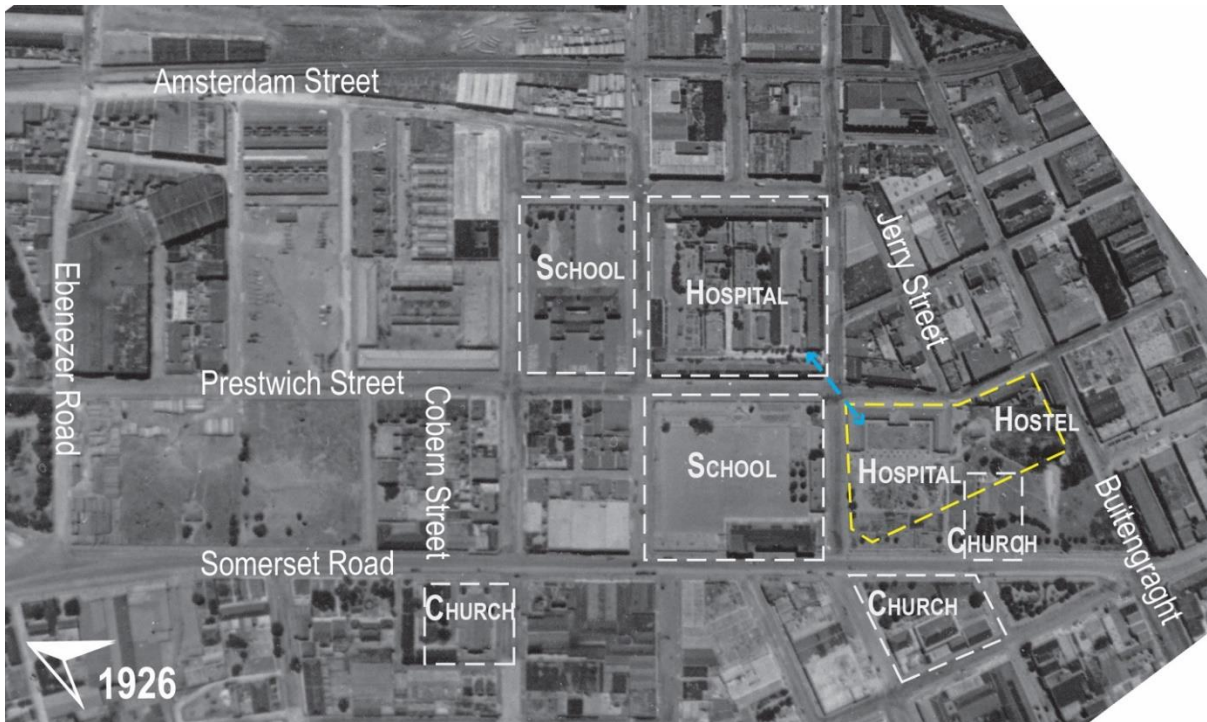 Amsterdam Street
Ebenezer Road
School
Hospital
Jerry Street
Prestwich Street
Cobern Street
School
Hostel
Hospital
Church
Buitengraght
Somerset Road
Church
Church
1926